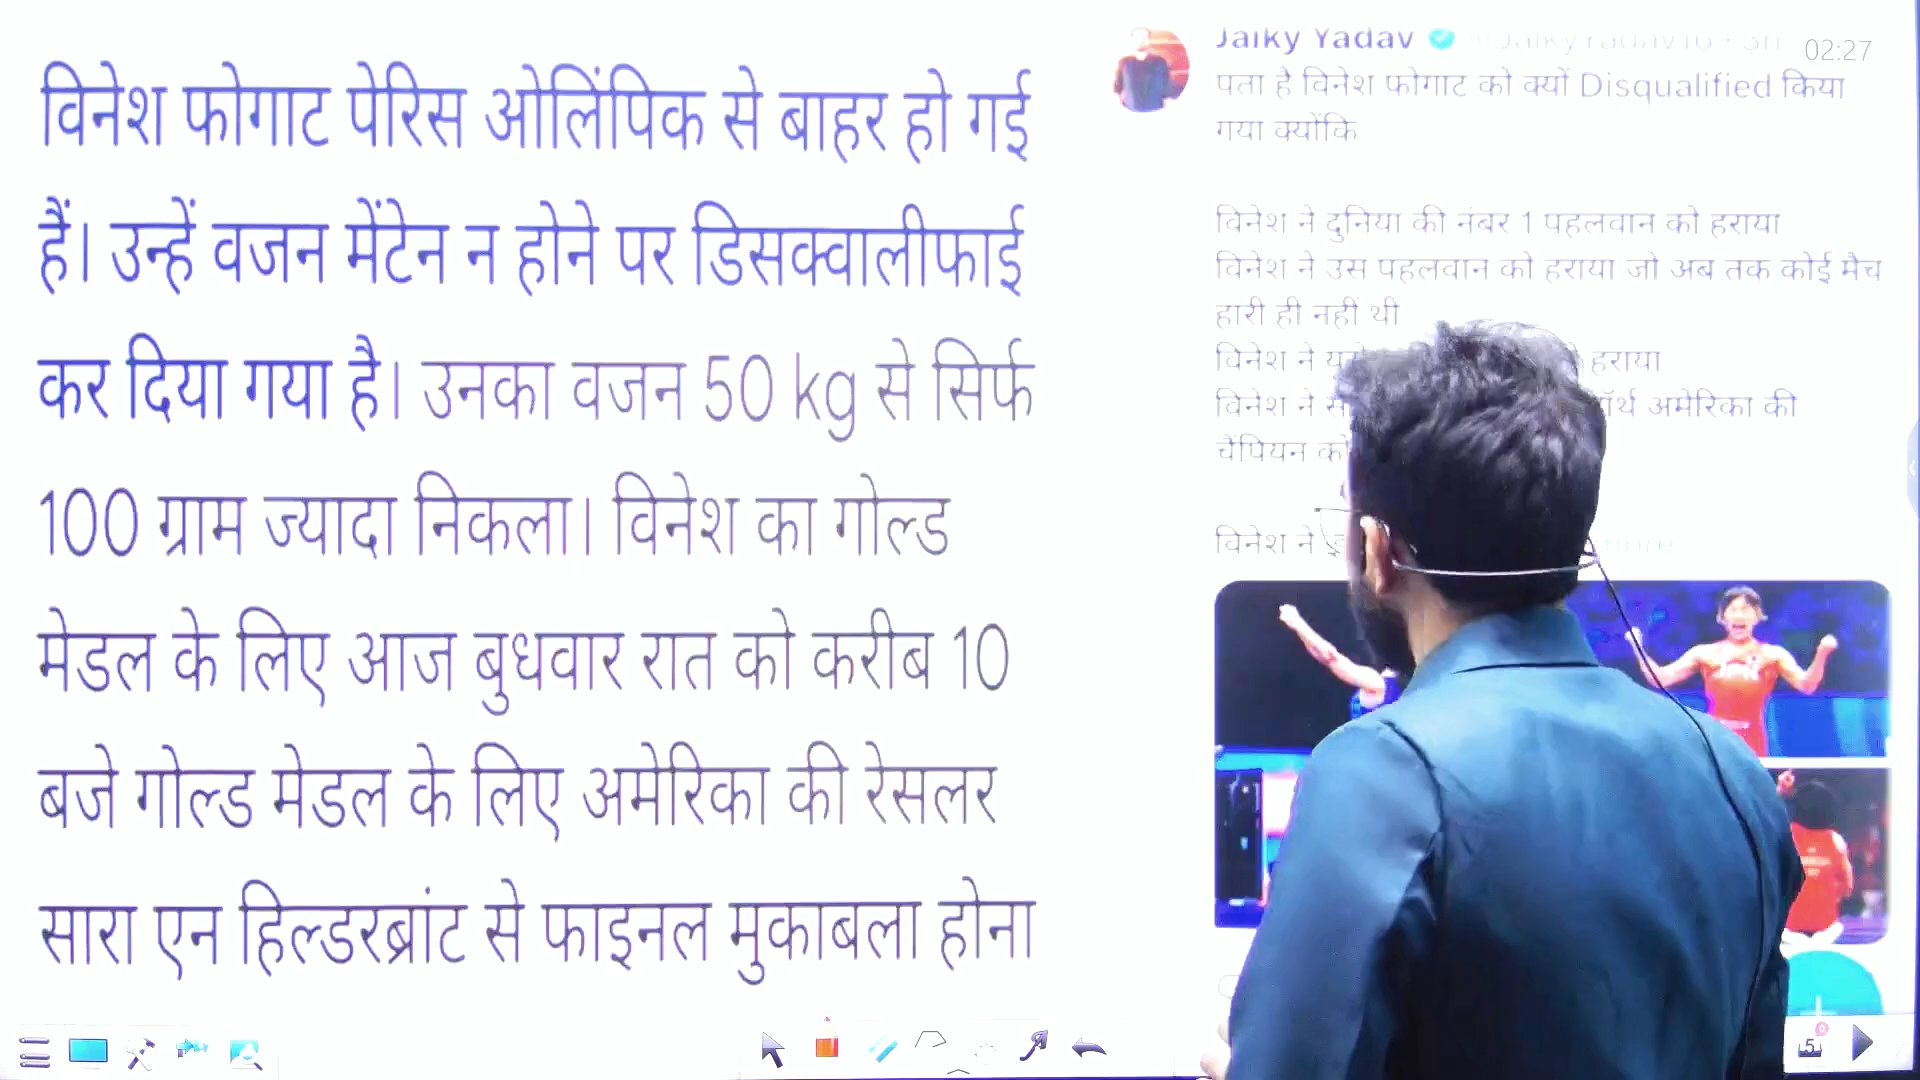 विनेश फोगाट पेरिस ओलिंपिक से बाहर हो गई
हैं। उन्हें वजन मेंटेन न होने पर डिसक्वालीफाई
कर दिया गया है। उनका वजन 50 kg से सिर्फ
100 ग्राम ज्यादा निकला। विनेश का गोल्ड
मेडल के लिए आज बुधवार रात को करीब 10
बजे गोल्ड मेडल के लिए अमेरिका की रेसलर
सारा एन हिल्डरब्रांट से फाइनल मुकाबला होना
Jaiky Yadav
02:27
पता है विनेश फोगाट को क्यों Disqualified किया
गया क्योंकि
विनेश ने दुनिया की नंबर 1 पहलवान को हराया
विनेश ने उस पहलवान को हराया जो अब तक कोई मैच
हारी ही नहीं थी
विनेश ने हराया
विनेश ने अमेरिका की
चैंपियन को
विनेश ने
5